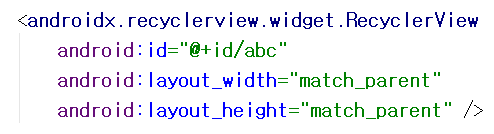 <androidx.recyclerview.widget.RecyclerView
android:id="@+id/abc"
android:layout_width="match_parent"
android:layout_height="match_parent" />